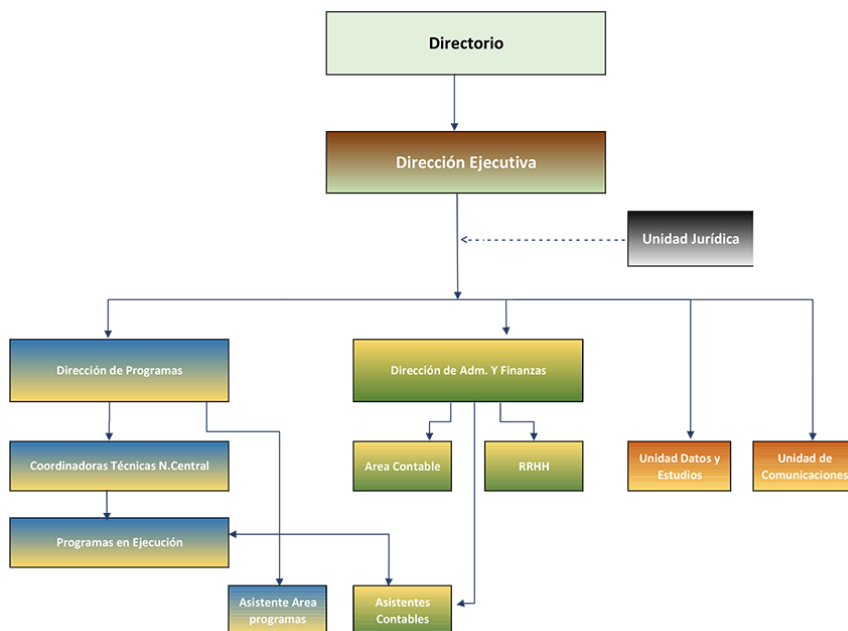 Directorio
Dirección Ejecutiva
Unidad Jurídica
Dirección de Programas
Dirección de Adm. Y Finanzas
Coordinadoras Técnicas N.Central
Area Contable
RRHH
Unidad Datos y
Estudios
Unidad de
Comunicaciones
Programas en Ejecución
Asistente Area
programas
Asistentes
Contables